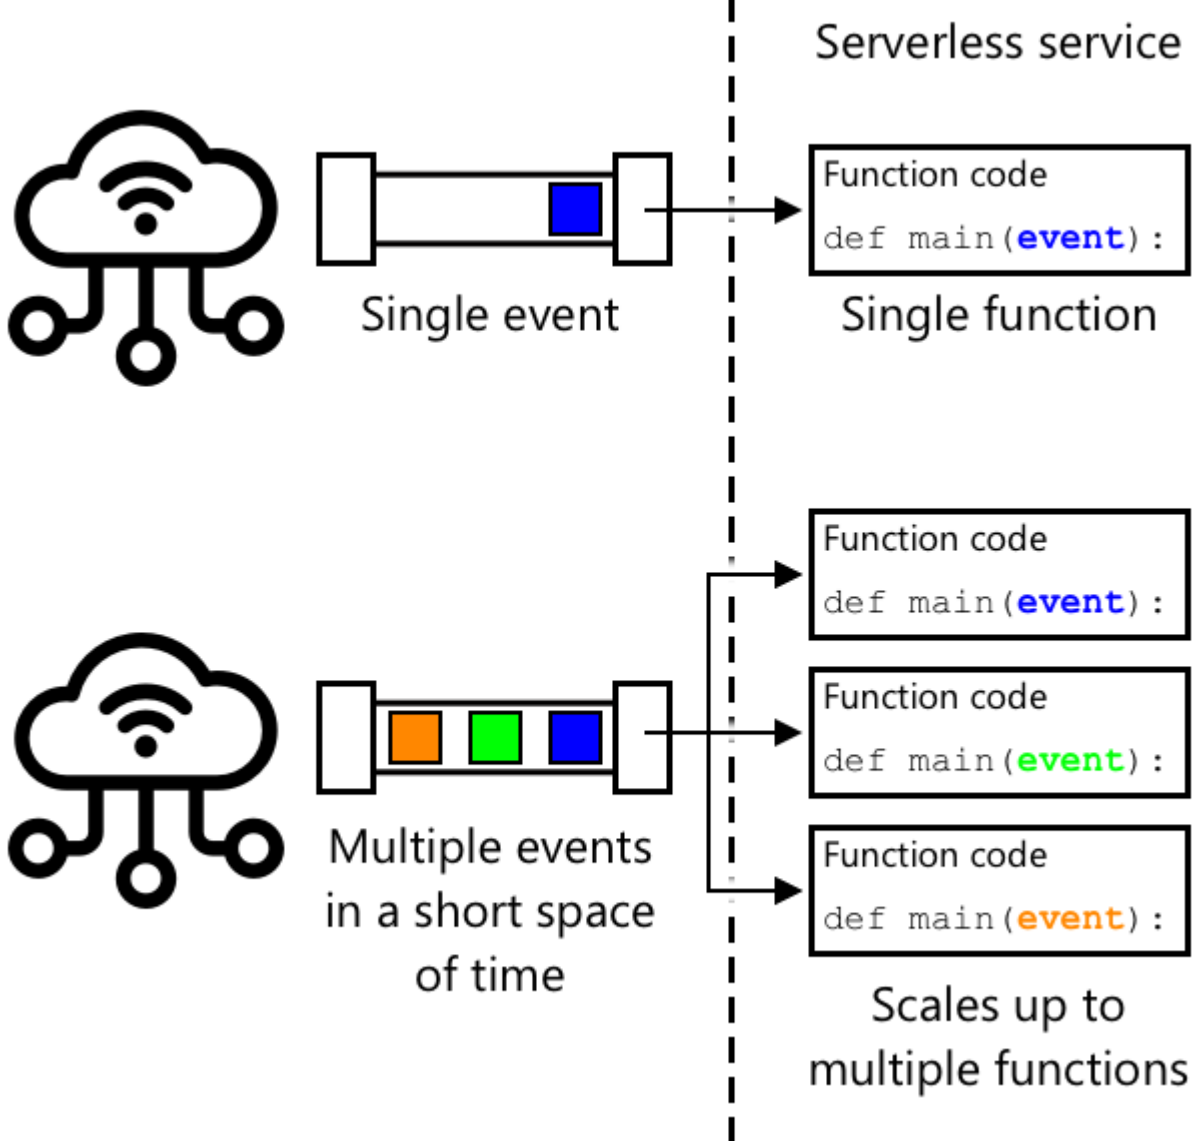 Serverless service
Function code
def main(event):
Single event
Single function
Function code
def main(event):
Function code
def main(event):
Multiple events
in a short space
of time
Function code
def main(event):
Scales up to
multiple functions